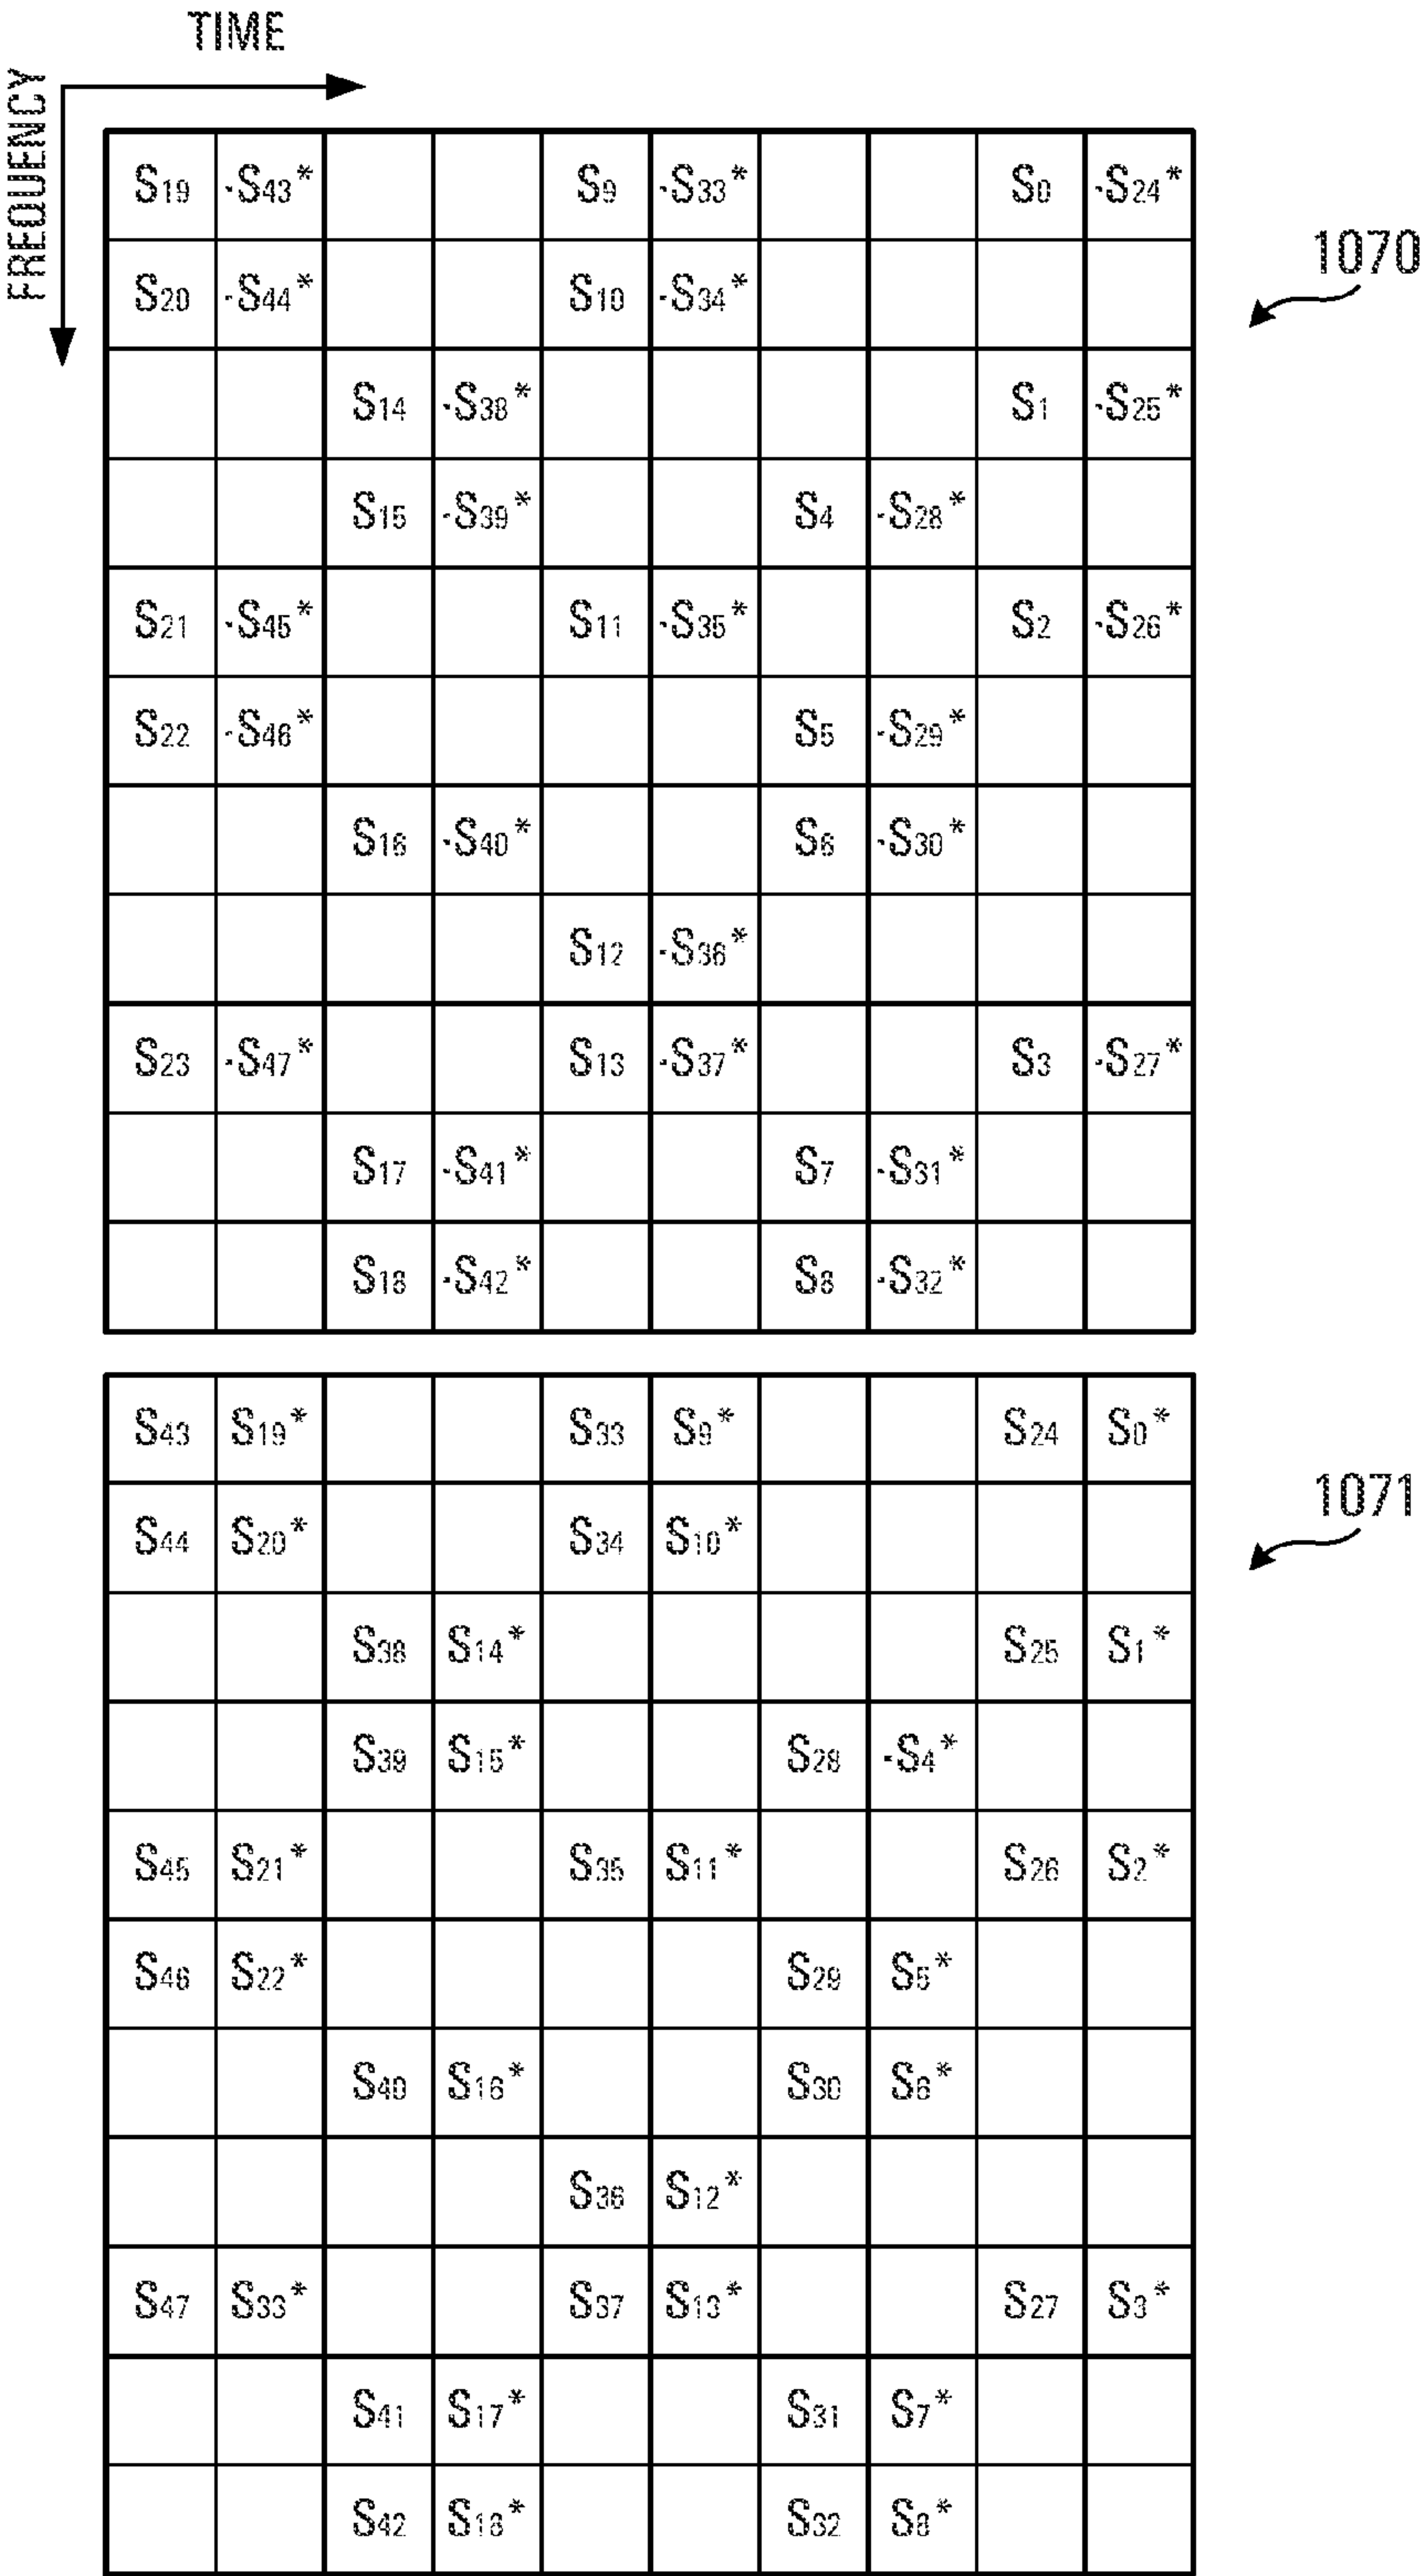 TIME
FREQUENCY
S19 -S43* S9 -S33* S0 -S24*
1070
S20 -S44* S10 -S34*
S14 -S38* S1 -S25*
S15 -S39* S4 -S28*
S21 -S45* S11 -S35* S2 -S26*
S22 -S46* S5 -S29*
S16 -S40* S6 -S30*
S12 -S36*
S23 -S47* S13 -S37* S3 -S27*
S17 -S41* S7 -S31*
S18 -S42* S8 -S32*
S43 S19* S33 S9* S24 S0*
1071
S44 S20* S34 S10*
S38 S14* S25 S1*
S39 S15* S28 -S4*
S45 S21* S35 S11* S26 S2*
S46 S22* S29 S5*
S40 S16* S30 S6*
S36 S12*
S47 S33* S37 S13* S27 S3*
S41 S17* S31 S7*
S42 S18* S32 S8*